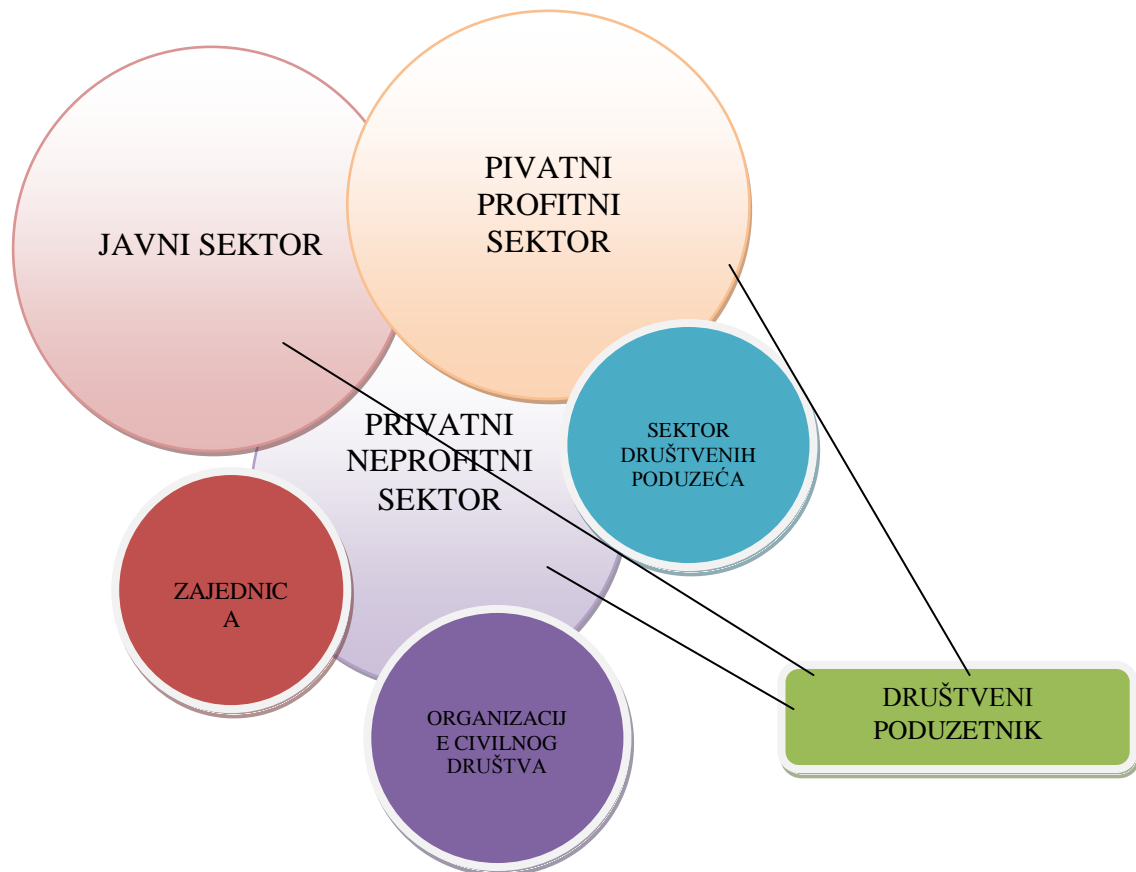 JAVNI SEKTOR
PIVATNI
PROFITNI
SEKTOR
PRIVATNI
NEPROFITNI
SEKTOR
SEKTOR
DRUŠTVENIH
PODUZEĆA
ZAJEDNIC
A
ORGANIZACIJ
E CIVILNOG
DRUŠTVA
DRUŠTVENI
PODUZETNIK